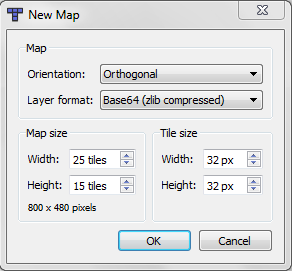 New Map
Map
Orientation: Orthogonal
Layer format: Base64 (zlib compressed)
Map size
Width: 25 tiles
Height: 15 tiles
800 x 480 pixels
Tile size
Width: 32 px
Height: 32 px
OK Cancel